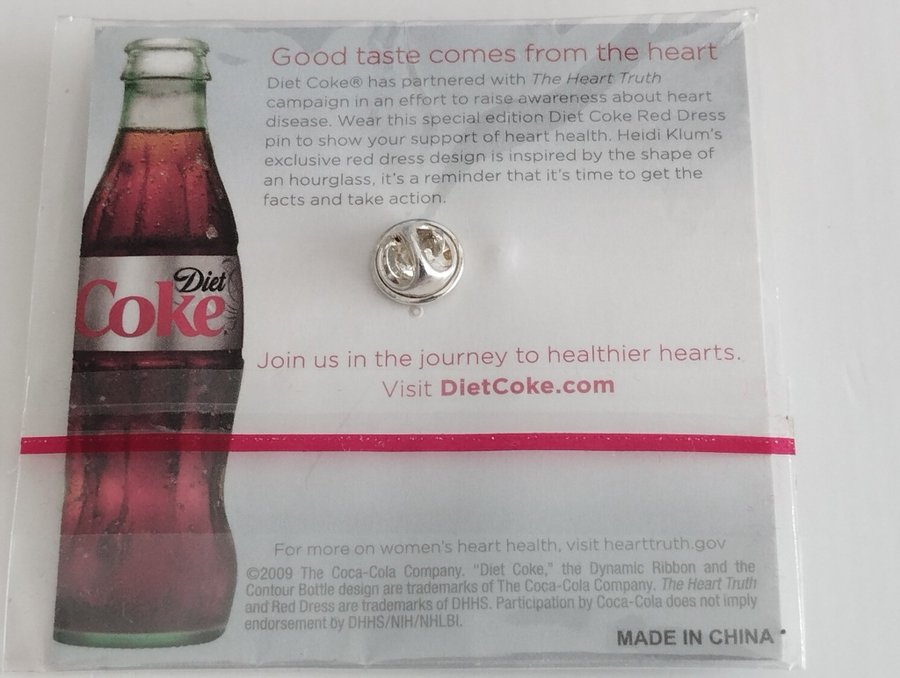 Good taste comes from the heart
Diet Coke® has partnered with The Heart Truth
campaign in an effort to raise awareness about heart
disease. Wear this special edition Diet Coke Red Dress
pin to show your support of heart health. Heidi Klum's
exclusive red dress design is inspired by the shape of
an hourglass, it's a reminder that it's time to get the
facts and take action.
Diet
Coke
Join us in the journey to healthier hearts.
Visit DietCoke.com
For more on women's heart health, visit hearttruth.gov
©2009 The Coca-Cola Company. "Diet Coke," the Dynamic Ribbon and the
Contour Bottle design are trademarks of The Coca-Cola Company. The Heart Truth
and Red Dress are trademarks of DHHS. Participation by Coca-Cola does not imply
endorsement by DHHS/NIH/NHLBI.
MADE IN CHINA